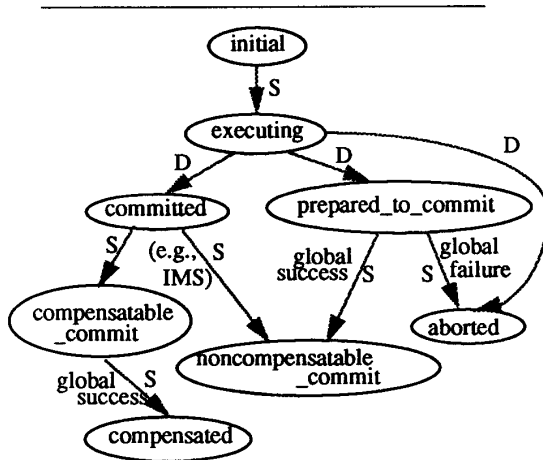 initial
S
executing
D
D
D
committed
prepared_to_commit
S
(e.g.,
IMS)
S
global
success
S
S
global
failure
compensatable
_commit
noncompensatable
_commit
aborted
global
success
S
compensated